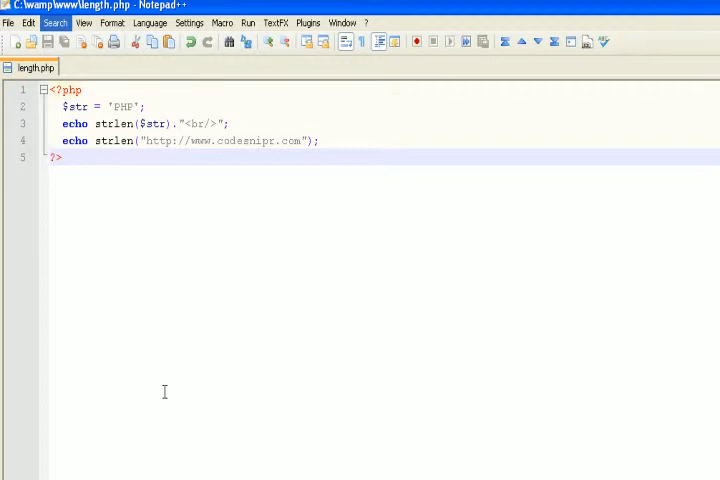 C:\wamp\www\length.php - Notepad++
File Edit Search View Format Language Settings Macro Run TextFX Plugins Window ?
length.php
1 <?php
2 $str = 'PHP';
3 echo strlen($str)."<br/>";
4 echo strlen("http://www.codesnipr.com");
5 ?>